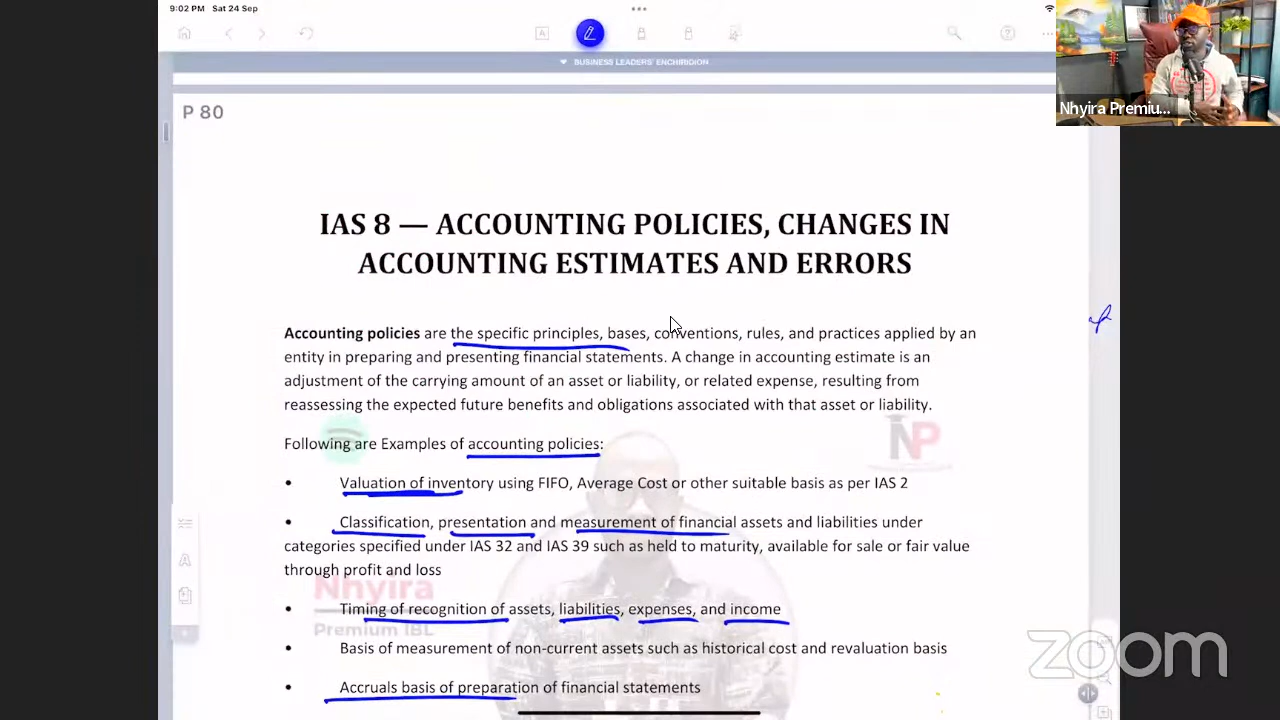 9:02 PM Sat 24 Sep
BUSINESS LEADERS' ENCHIRIDION
Nhyira Premiu...
P 80
IAS 8 — ACCOUNTING POLICIES, CHANGES IN
ACCOUNTING ESTIMATES AND ERRORS
Accounting policies are the specific principles, bases, conventions, rules, and practices applied by an
entity in preparing and presenting financial statements. A change in accounting estimate is an
adjustment of the carrying amount of an asset or liability, or related expense, resulting from
reassessing the expected future benefits and obligations associated with that asset or liability.
Following are Examples of accounting policies:
NP
• Valuation of inventory using FIFO, Average Cost or other suitable basis as per IAS 2
• Classification, presentation and measurement of financial assets and liabilities under
categories specified under IAS 32 and IAS 39 such as held to maturity, available for sale or fair value
through profit and loss
Nhyira
• Timing of recognition of assets, liabilities, expenses, and income
Premium IBL
• Basis of measurement of non-current assets such as historical cost and revaluation basis
zoom
• Accruals basis of preparation of financial statements